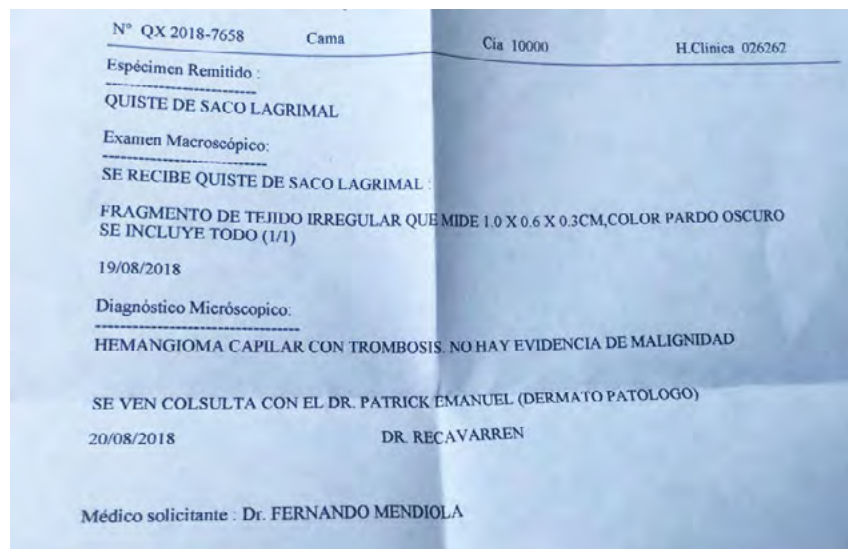 N° QX 2018-7658 Cama Cía 10000 H.Clinica 026262
Espécimen Remitido :
QUISTE DE SACO LAGRIMAL
Examen Macroscópico:
SE RECIBE QUISTE DE SACO LAGRIMAL :
FRAGMENTO DE TEJIDO IRREGULAR QUE MIDE 1.0 X 0.6 X 0.3CM,COLOR PARDO OSCURO
SE INCLUYE TODO (1/1)
19/08/2018
Diagnóstico Micróscopico:
HEMANGIOMA CAPILAR CON TROMBOSIS. NO HAY EVIDENCIA DE MALIGNIDAD
SE VEN COLSULTA CON EL DR. PATRICK EMANUEL (DERMATO PATOLOGO)
20/08/2018 DR. RECAVARREN
Médico solicitante : Dr. FERNANDO MENDIOLA